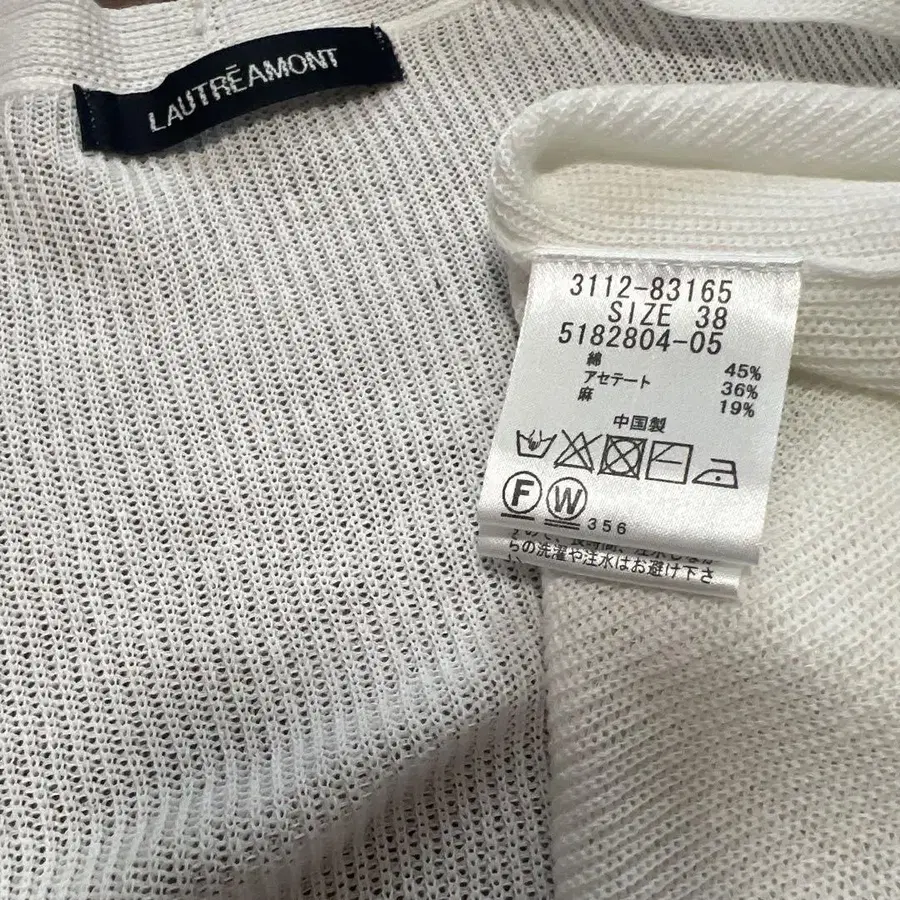 LAUTRÉAMONT
3112-83165
SIZE 38
5182804-05
綿 45%
アセテート 36%
麻 19%
中国製
F W 356
らの洗濯や注水はお避け下さ